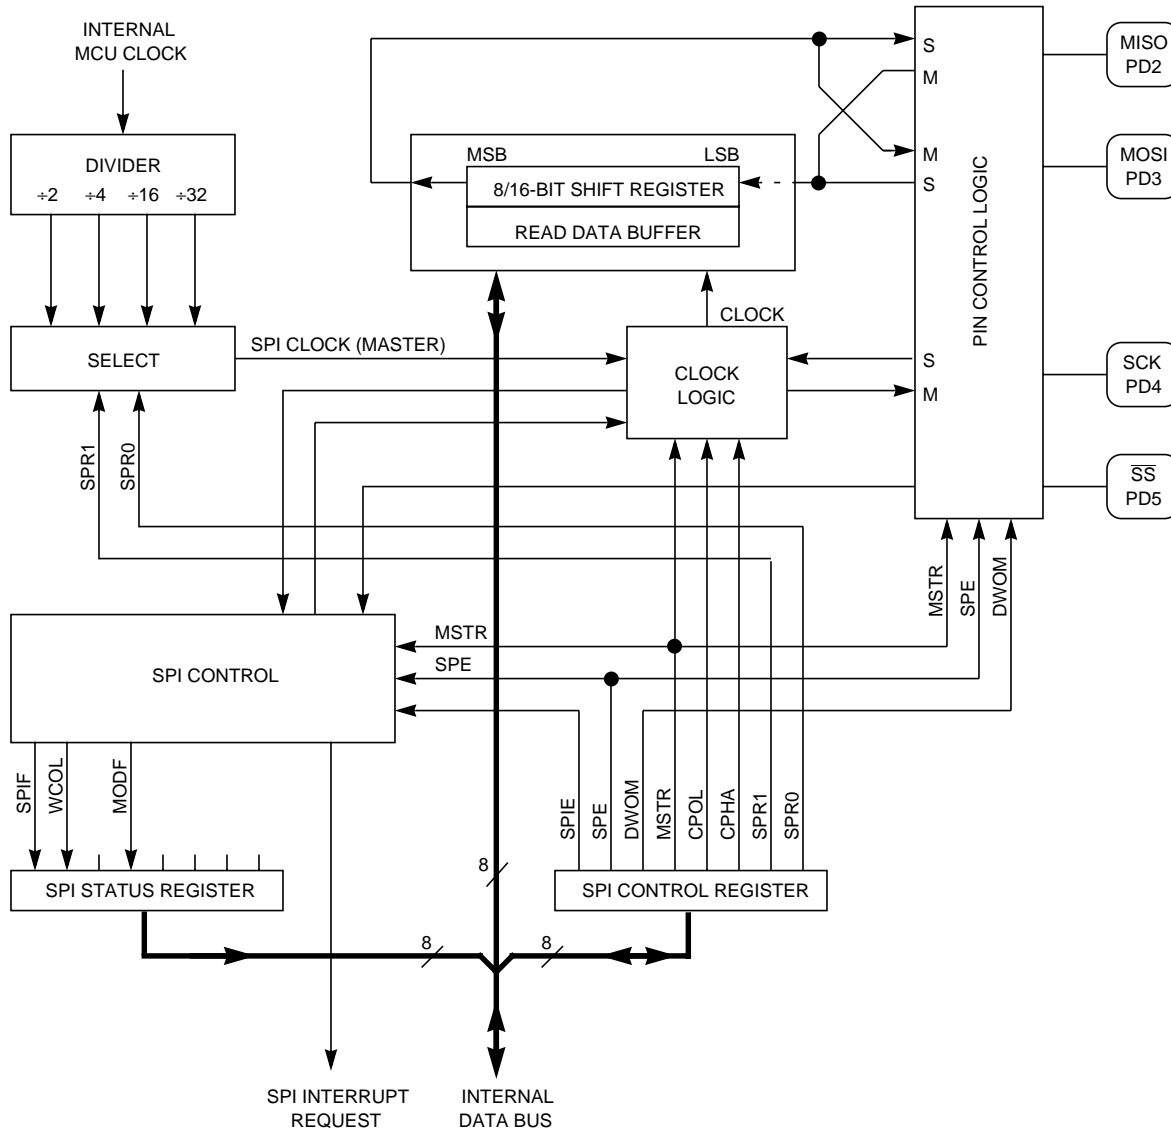 INTERNAL
MCU CLOCK
DIVIDER
÷2 ÷4 ÷16 ÷32
SELECT
SPR1
SPR0
SPI CLOCK (MASTER)
MSB LSB
8/16-BIT SHIFT REGISTER
READ DATA BUFFER
CLOCK
CLOCK
LOGIC
S
M
M
S
S
M
PIN CONTROL LOGIC
MISO
PD2
MOSI
PD3
SCK
PD4
SS
PD5
MSTR
SPE
DWOM
MSTR
SPE
SPI CONTROL
SPIF
WCOL
MODF
SPIE
SPE
DWOM
MSTR
CPOL
CPHA
SPR1
SPR0
SPI STATUS REGISTER
SPI CONTROL REGISTER
8
8
8
SPI INTERRUPT
REQUEST
INTERNAL
DATA BUS